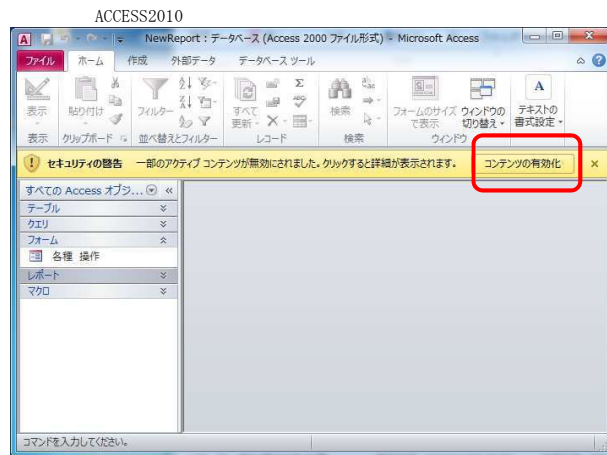 ACCESS2010
NewReport : データベース (Access 2000 ファイル形式) - Microsoft Access
ファイル ホーム 作成 外部データ データベース ツール
表示 貼り付け フィルター すべて更新 検索 フォームのサイズで表示 ウィンドウの切り替え テキストの書式設定
表示 クリップボード 並べ替えとフィルター レコード 検索 ウィンドウ
セキュリティの警告 一部のアクティブ コンテンツが無効にされました。クリックすると詳細が表示されます。 コンテンツの有効化
すべての Access オブジ...
テーブル
クエリ
フォーム
各種 操作
レポート
マクロ
コマンドを入力してください。